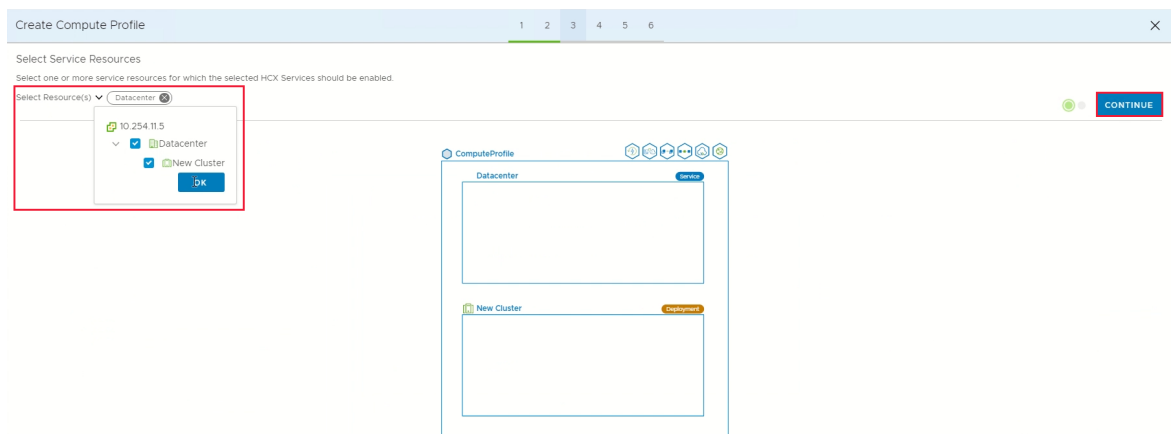 Create Compute Profile 1 2 3 4 5 6
Select Service Resources
Select one or more service resources for which the selected HCX Services should be enabled.
Select Resource(s) Datacenter
CONTINUE
10.254.11.5
Datacenter
New Cluster
OK
ComputeProfile
Datacenter Service
New Cluster Deployment